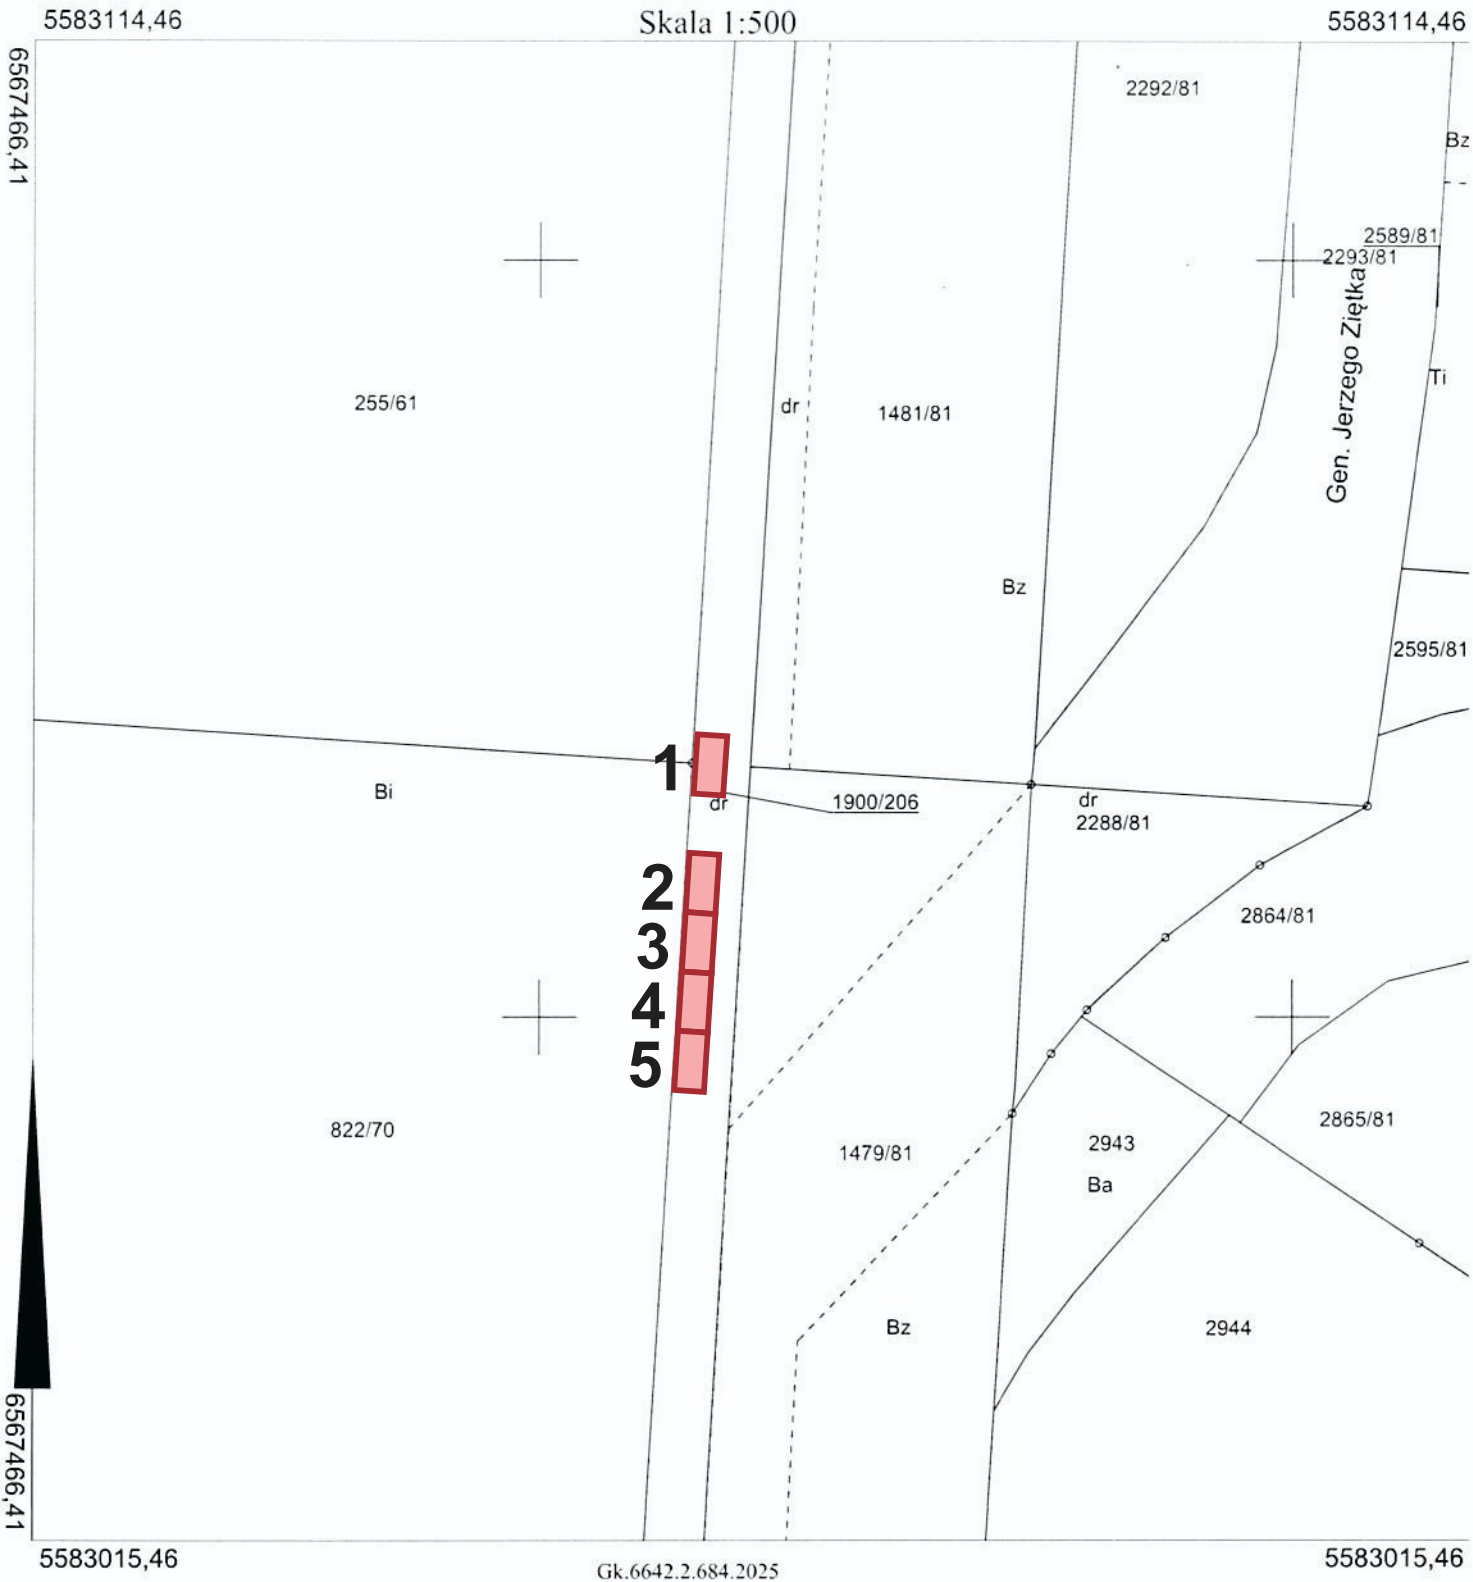 5583114,46
Skala 1:500
5583114,46
6567466,41
2292/81
Bz
2589/81
2293/81
Gen. Jerzego Ziętka
Ti
255/61
dr
1481/81
Bz
2595/81
1
Bi
dr
1900/206
dr
2288/81
2
3
2864/81
4
5
822/70
1479/81
2943
2865/81
Ba
Bz
2944
6567466,41
5583015,46
Gk.6642.2.684.2025
5583015,46